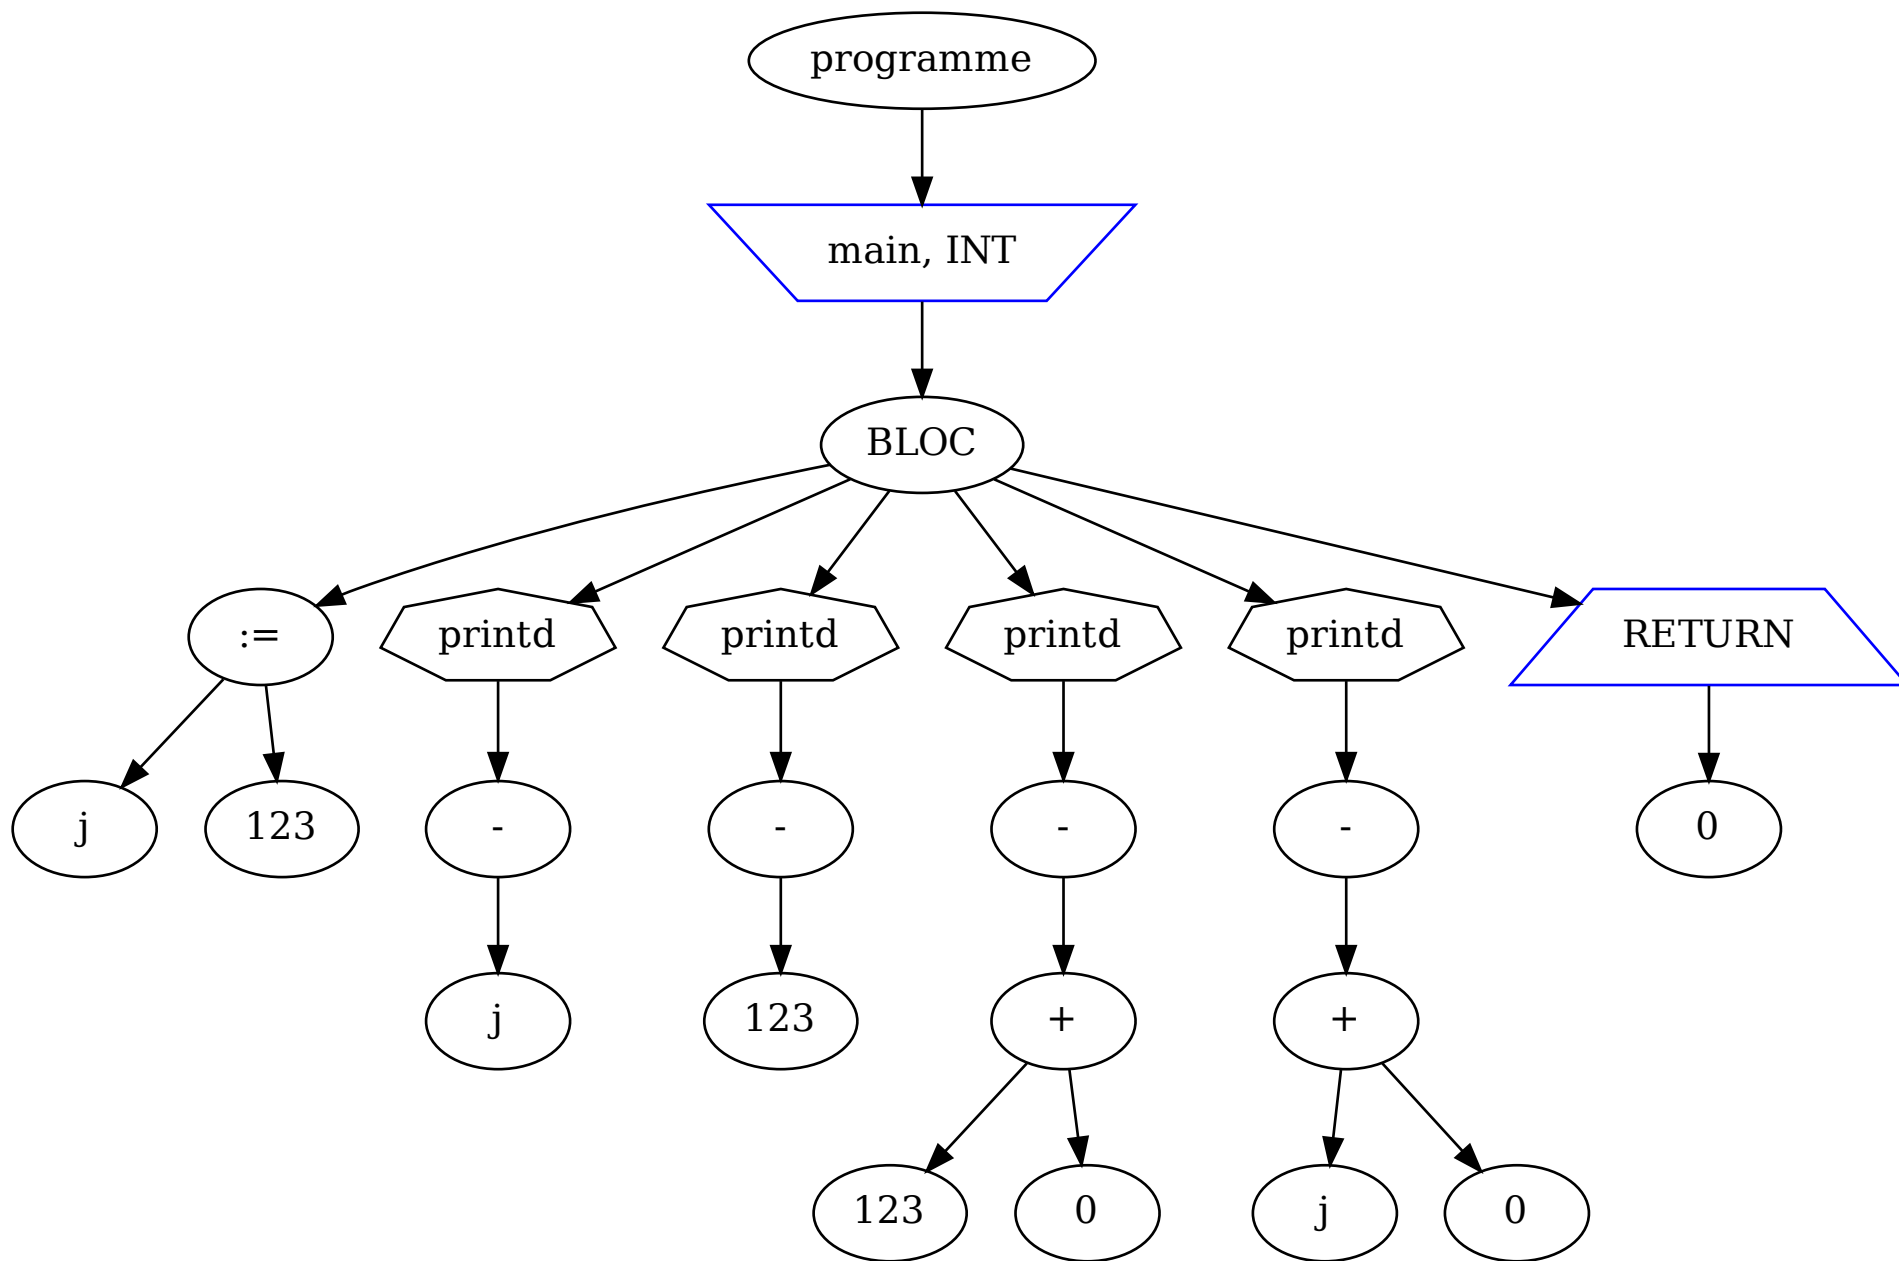 programme
main, INT
BLOC
:=
printd
printd
printd
printd
RETURN
j
123
-
-
-
-
0
j
123
+
+
123
0
j
0